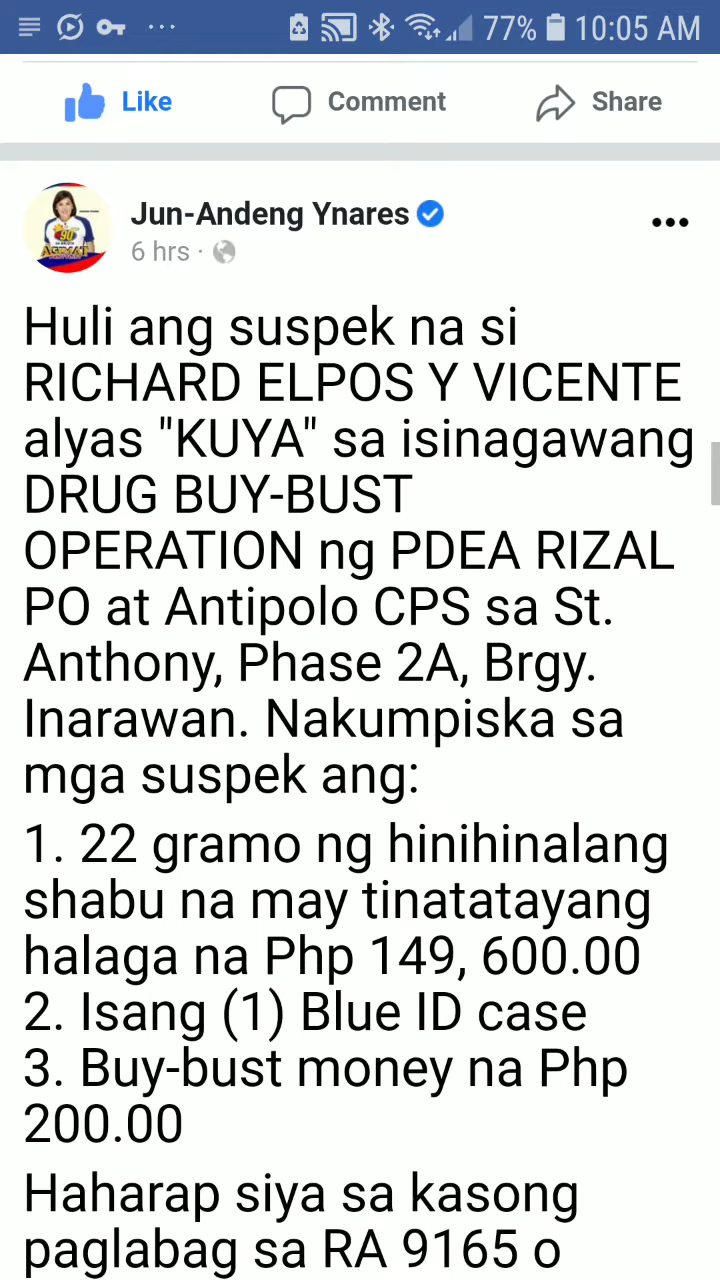 77% 10:05 AM
Like Comment Share
Jun-Andeng Ynares
6 hrs ·
Huli ang suspek na si
RICHARD ELPOS Y VICENTE
alyas "KUYA" sa isinagawang
DRUG BUY-BUST
OPERATION ng PDEA RIZAL
PO at Antipolo CPS sa St.
Anthony, Phase 2A, Brgy.
Inarawan. Nakumpiska sa
mga suspek ang:
1. 22 gramo ng hinihinalang
shabu na may tinatatayang
halaga na Php 149, 600.00
2. Isang (1) Blue ID case
3. Buy-bust money na Php
200.00
Haharap siya sa kasong
paglabag sa RA 9165 o